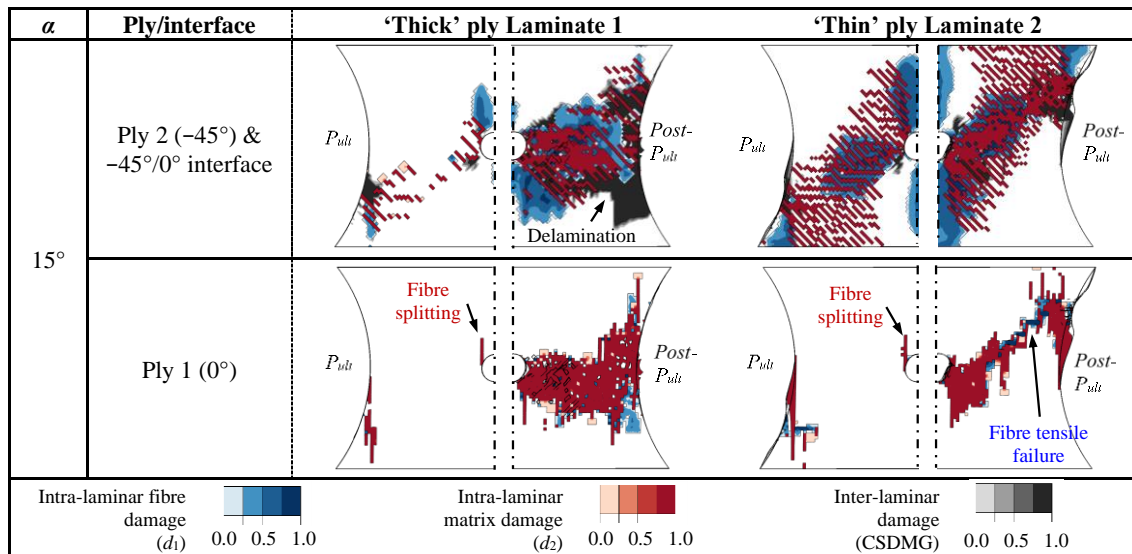 α Ply/interface ‘Thick’ ply Laminate 1 ‘Thin’ ply Laminate 2
15°
Ply 2 (−45°) &
−45°/0° interface
Pult
Post-
Pult
Delamination
Pult
Post-
Pult
Ply 1 (0°)
Fibre
splitting
Pult
Post-
Pult
Fibre
splitting
Pult
Post-
Pult
Fibre tensile
failure
Intra-laminar fibre
damage
(d1)
0.0 0.5 1.0
Intra-laminar
matrix damage
(d2)
0.0 0.5 1.0
Inter-laminar
damage
(CSDMG)
0.0 0.5 1.0